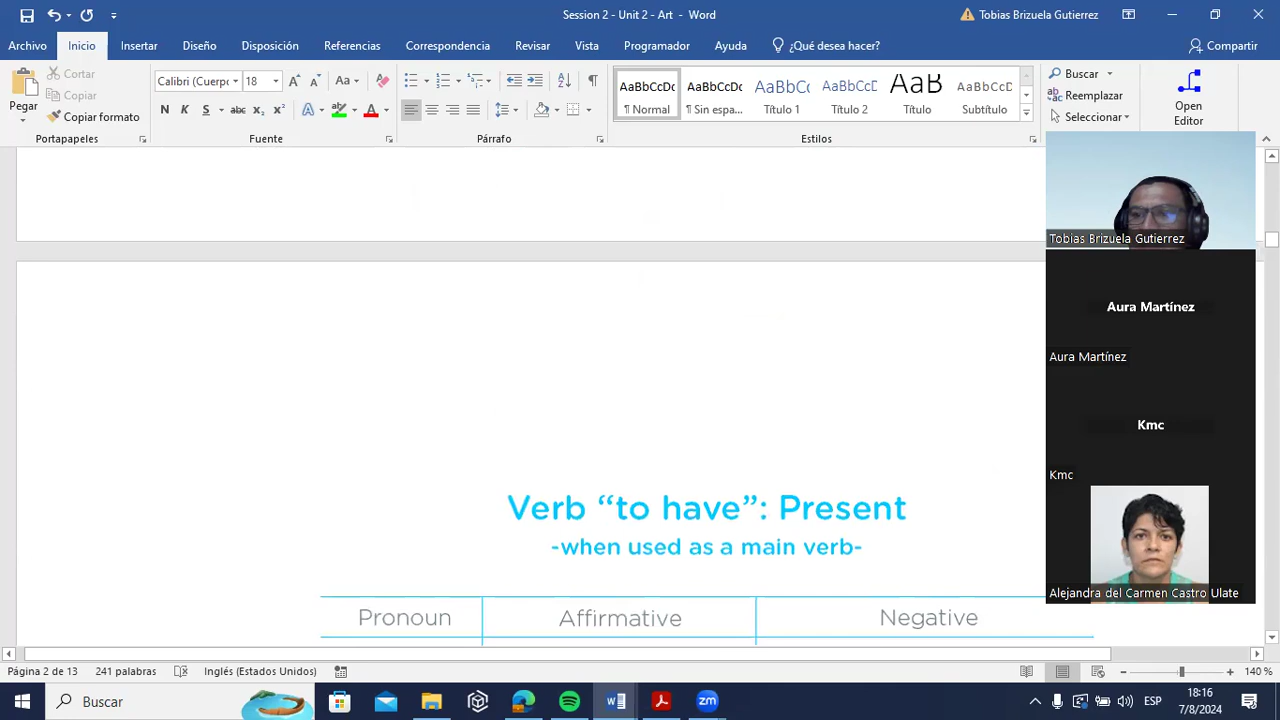 Session 2 - Unit 2 - Art - Word
Tobias Brizuela Gutierrez
Archivo Inicio Insertar Diseño Disposición Referencias Correspondencia Revisar Vista Programador Ayuda ¿Qué desea hacer? Compartir
Pegar
Cortar
Copiar
Copiar formato
Portapapeles
Calibri (Cuerpo 18
Fuente
Párrafo
AaBbCcDc AaBbCcDc AaBbCc AaBbCcD AaB AaBbCcD
¶ Normal ¶ Sin espa... Título 1 Título 2 Título Subtítulo
Estilos
Buscar
Reemplazar
Seleccionar
Open
Editor
Tobias Brizuela Gutierrez
Aura Martínez
Aura Martínez
Kmc
Kmc
Alejandra del Carmen Castro Ulate
Verb “to have”: Present
-when used as a main verb-
Pronoun Affirmative Negative
Página 2 de 13 241 palabras Inglés (Estados Unidos) 140 %
Buscar
ESP
18:16
7/8/2024